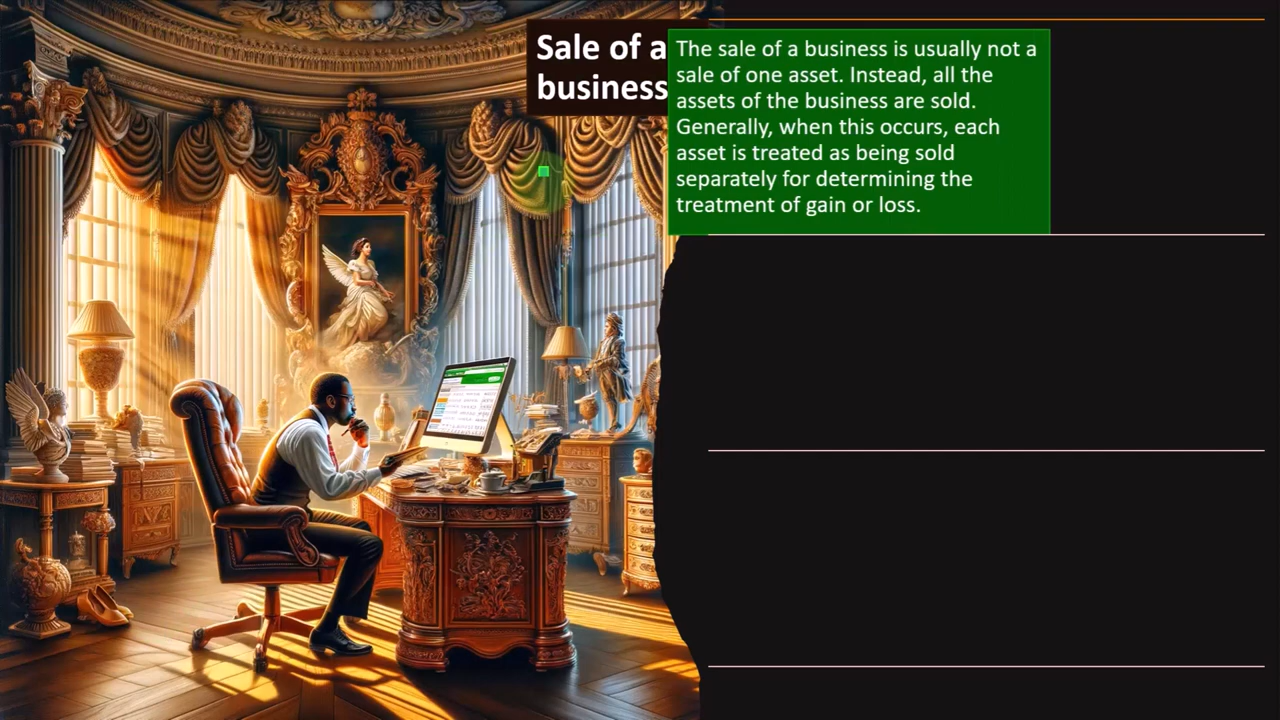 Sale of a
business
The sale of a business is usually not a
sale of one asset. Instead, all the
assets of the business are sold.
Generally, when this occurs, each
asset is treated as being sold
separately for determining the
treatment of gain or loss.